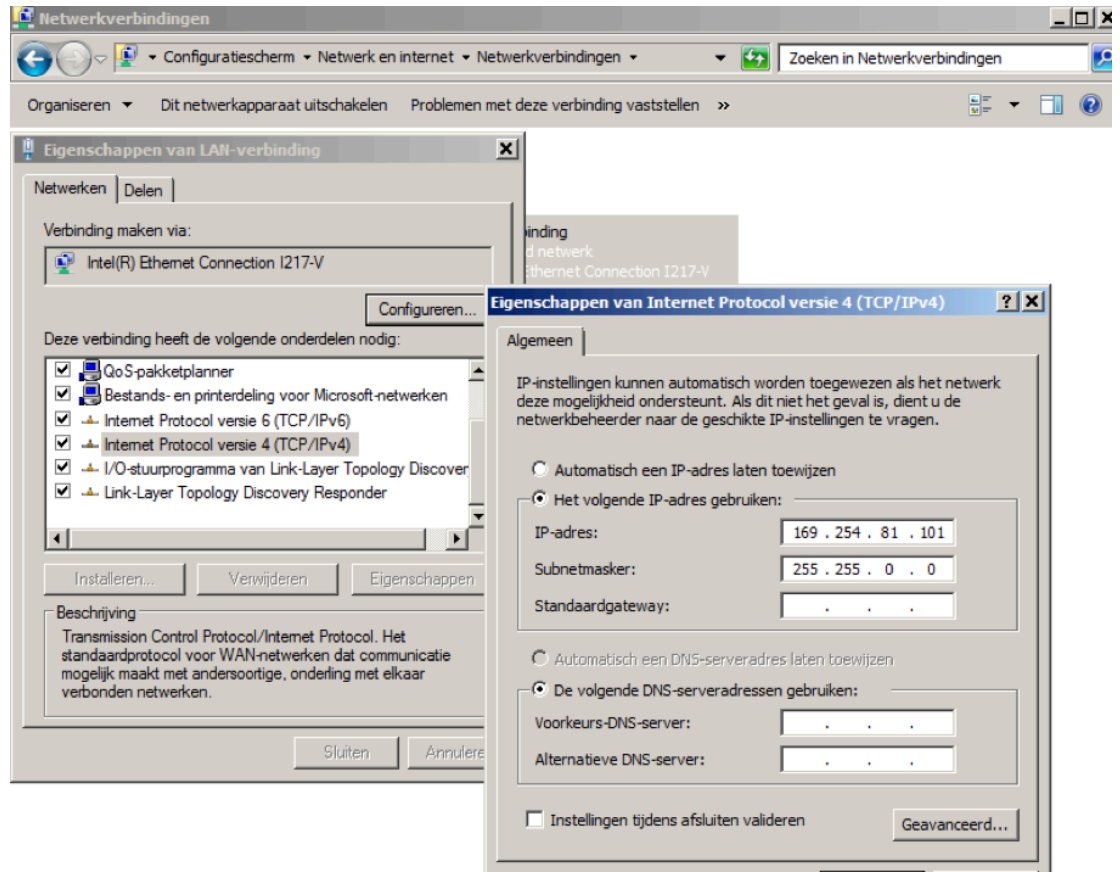 Netwerkverbindingen
Configuratiescherm Netwerk en internet Netwerkverbindingen
Zoeken in Netwerkverbindingen
Organiseren Dit netwerkapparaat uitschakelen Problemen met deze verbinding vaststellen »
Eigenschappen van LAN-verbinding
Netwerken Delen
Verbinding maken via:
Intel(R) Ethernet Connection I217-V
Configureren...
Deze verbinding heeft de volgende onderdelen nodig:
QoS-pakketplanner
Bestands- en printerdeling voor Microsoft-netwerken
Internet Protocol versie 6 (TCP/IPv6)
Internet Protocol versie 4 (TCP/IPv4)
I/O-stuurprogramma van Link-Layer Topology Discover
Link-Layer Topology Discovery Responder
Installeren... Verwijderen Eigenschappen
Beschrijving
Transmission Control Protocol/Internet Protocol. Het
standaardprotocol voor WAN-netwerken dat communicatie
mogelijk maakt met andersoortige, onderling met elkaar
verbonden netwerken.
Sluiten Annulere
inding
d netwerk
Ethernet Connection I217-V
Eigenschappen van Internet Protocol versie 4 (TCP/IPv4)
Algemeen
IP-instellingen kunnen automatisch worden toegewezen als het netwerk
deze mogelijkheid ondersteunt. Als dit niet het geval is, dient u de
netwerkbeheerder naar de geschikte IP-instellingen te vragen.
Automatisch een IP-adres laten toewijzen
Het volgende IP-adres gebruiken:
IP-adres: 169 . 254 . 81 . 101
Subnetmasker: 255 . 255 . 0 . 0
Standaardgateway: . . .
Automatisch een DNS-serveradres laten toewijzen
De volgende DNS-serveradressen gebruiken:
Voorkeurs-DNS-server: . . .
Alternatieve DNS-server: . . .
Instellingen tijdens afsluiten valideren
Geavanceerd...